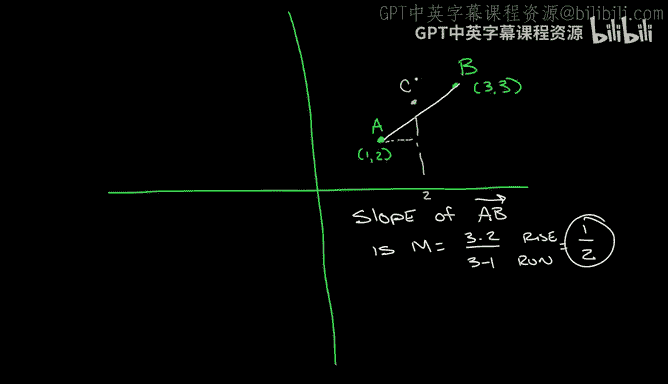 GPT中英字幕课程资源@bilibili.com
GPT中英字幕课程资源 bilibili
B
(3,3)
C
A
(1,2)
2
SLOPE of AB
is M = 3-2 RISE = 1
3-1 RUN 2